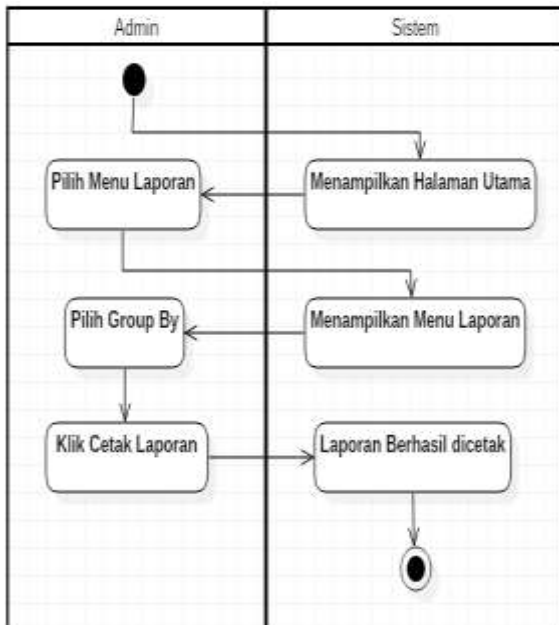 Admin
Sistem
Menampilkan Halaman Utama
Pilih Menu Laporan
Menampilkan Menu Laporan
Pilih Group By
Klik Cetak Laporan
Laporan Berhasil dicetak